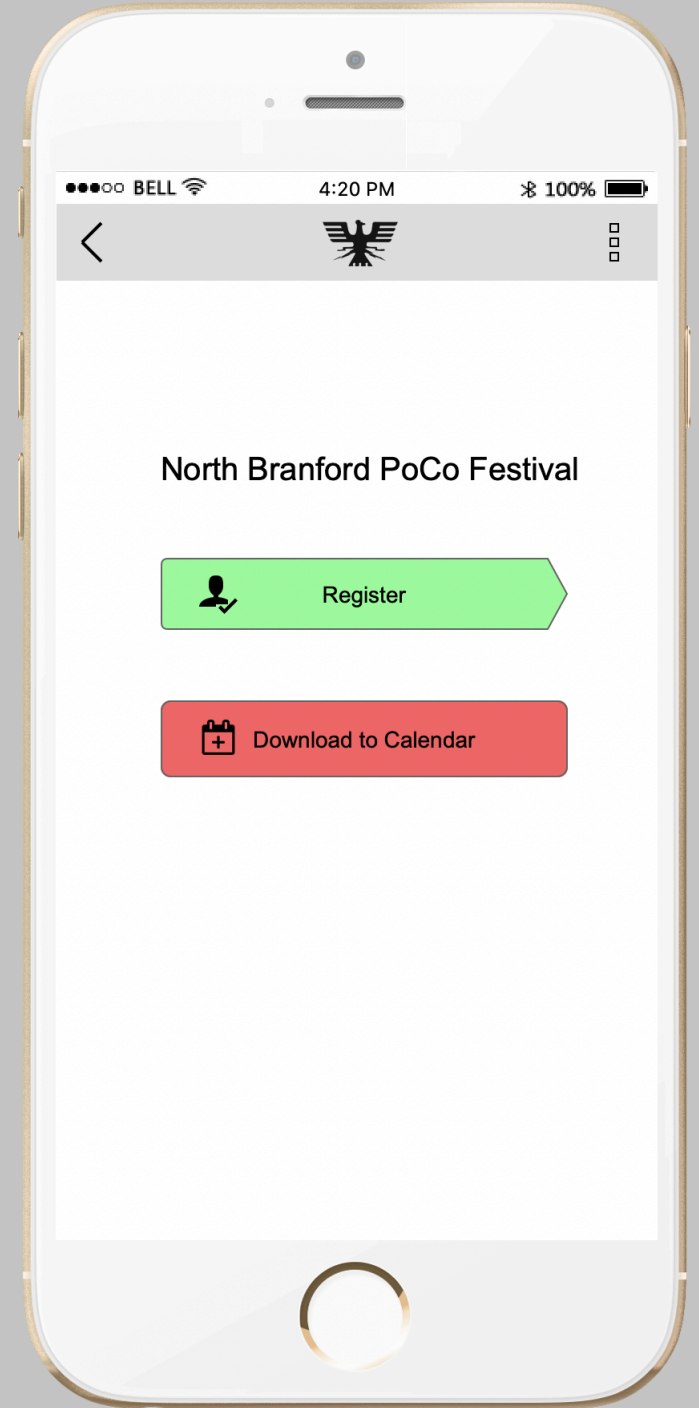 BELL 4:20 PM 100%
North Branford PoCo Festival
Register
Download to Calendar